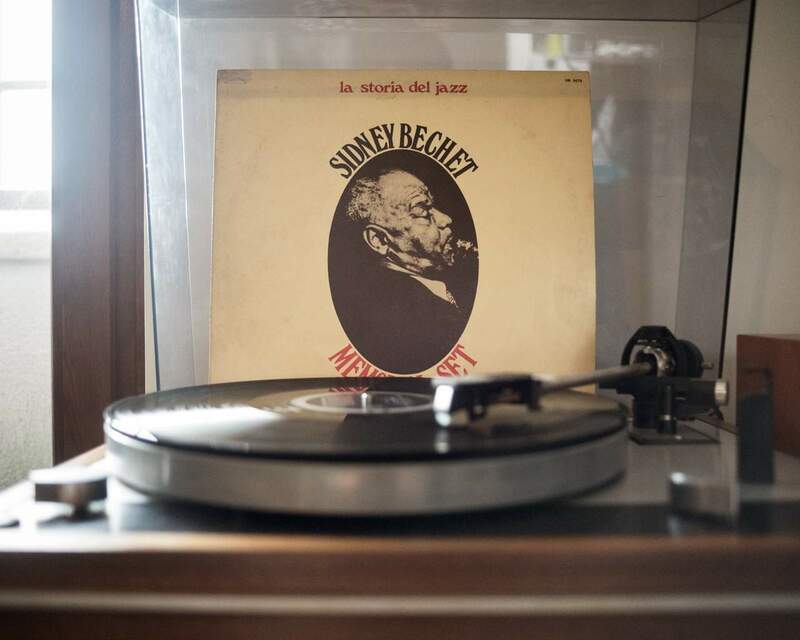 la storia del jazz
SIDNEY BECHET
SET